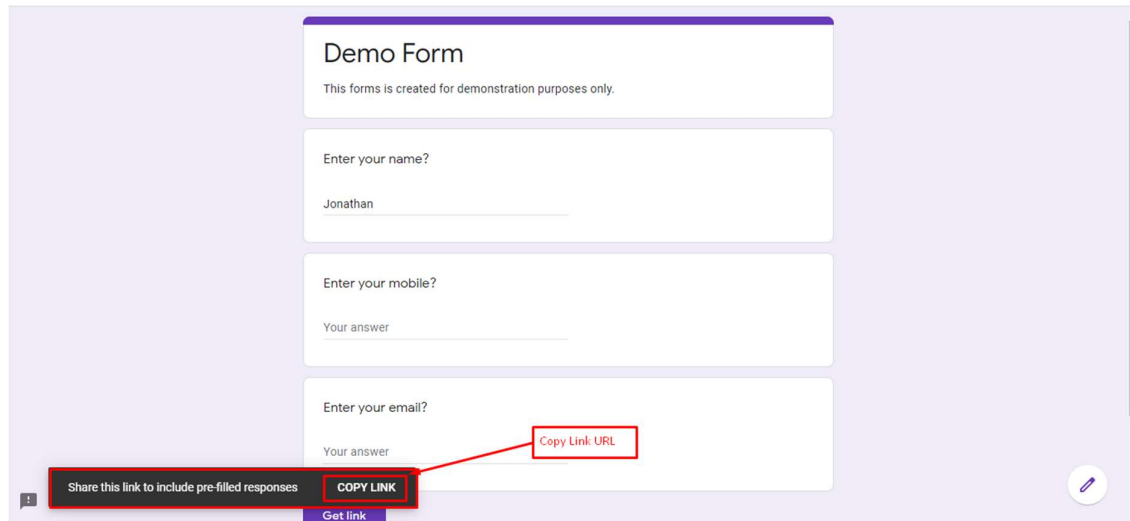 Demo Form
This forms is created for demonstration purposes only.
Enter your name?
Jonathan
Enter your mobile?
Your answer
Enter your email?
Your answer
Copy Link URL
Share this link to include pre-filled responses COPY LINK
Get link